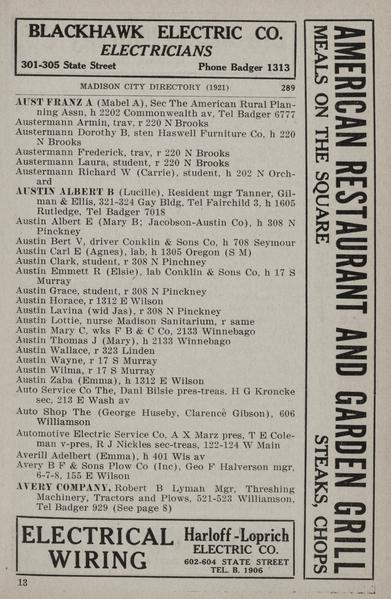 BLACKHAWK ELECTRIC CO.
ELECTRICIANS
301-305 State Street Phone Badger 1313
MADISON CITY DIRECTORY (1921) 289
AUST FRANZ A (Mabel A), Sec The American Rural Plan-
ning Assn, h 2202 Commonwealth av, Tel Badger 6777
Austermann Armin, trav, r 220 N Brooks
Austermann Dorothy B, sten Haswell Furniture Co, h 220
N Brooks
Austermann Frederick, trav, r 220 N Brooks
Austermann Laura, student, r 220 N Brooks
Austermann Richard W (Carrie), student, h 202 N Orch-
ard
AUSTIN ALBERT B (Lucille), Resident mgr Tanner, Gil-
man & Ellis, 321-324 Gay Bldg, Tel Fairchild 3, h 1605
Rutledge, Tel Badger 7018
Austin Albert E (Mary B; Jacobson-Austin Co), h 308 N
Pinckney
Austin Bert V, driver Conklin & Sons Co, h 708 Seymour
Austin Carl E (Agnes), lab, h 1305 Oregon (S M)
Austin Clark, student, r 308 N Pinchney
Austin Emmett R (Elsie), lab Conklin & Sons Co, h 17 S
Murray
Austin Grace, student, r 308 N Pinckney
Austin Horace, r 1312 E Wilson
Austin Lavina (wid Jas), r 308 N Pinckney
Austin Lottie, nurse Madison Sanitarium, r same
Austin Mary C, wks F B & C Co, 2133 Winnebago
Austin Thomas J (Mary), h 2133 Winnebago
Austin Wallace, r 323 Linden
Austin Wayne, r 17 S Murray
Austin Wilma, r 17 S Murray
Austin Zaba (Emma), h 1312 E Wilson
Auto Service Co The, Danl Bilsie pres-treas, H G Kroncke
sec, 213 E Wash av
Auto Shop The (George Huseby, Clarence Gibson), 606
Williamson
Automotive Electric Service Co, A X Marz pres, T E Cole-
man v-pres, R J Nickles sec-treas, 122-124 W Main
Averill Adelbert (Emma), h 401 Wis av
Avery B F & Sons Plow Co (Inc), Geo F Halverson mgr,
6-7-8, 155 E Wilson
AVERY COMPANY, Robert B Lyman Mgr, Threshing
Machinery, Tractors and Plows, 521-523 Williamson,
Tel Badger 929 (See page 8)
ELECTRICAL
WIRING
Harloff-Loprich
ELECTRIC CO.
602-604 STATE STREET
TEL. B. 1906
13
AMERICAN RESTAURANT AND GARDEN GRILL
MEALS ON THE SQUARE STEAKS, CHOPS